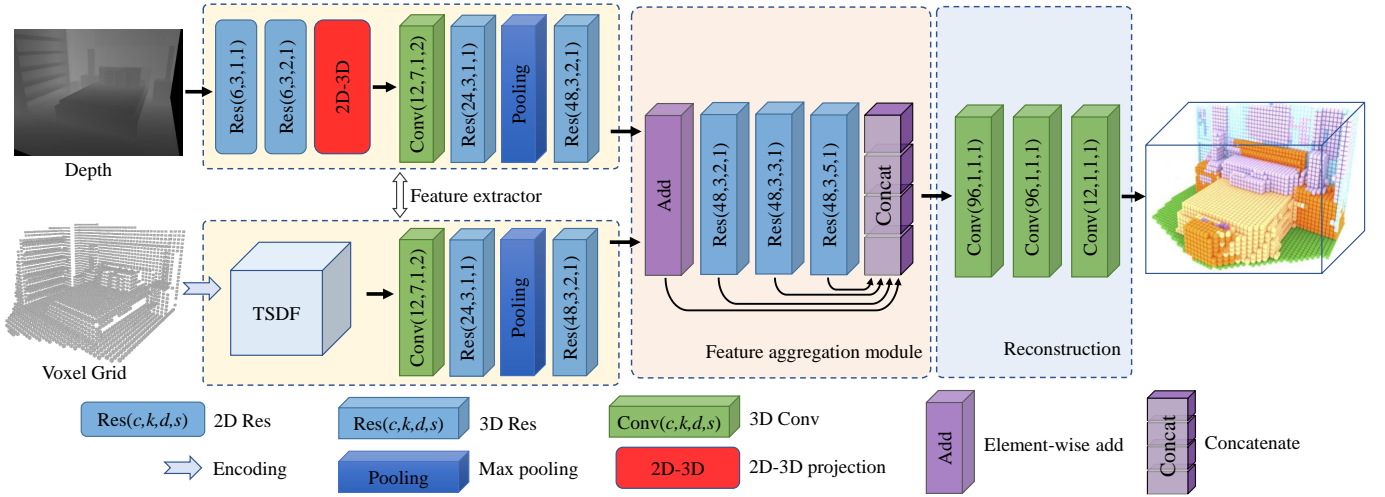 Depth
Res(6,3,1,1)
Res(6,3,2,1)
2D-3D
Conv(12,7,1,2)
Res(24,3,1,1)
Pooling
Res(48,3,2,1)
Feature extractor
Voxel Grid
TSDF
Conv(12,7,1,2)
Res(24,3,1,1)
Pooling
Res(48,3,2,1)
Add
Res(48,3,2,1)
Res(48,3,3,1)
Res(48,3,5,1)
Concat
Feature aggregation module
Conv(96,1,1,1)
Conv(96,1,1,1)
Conv(12,1,1,1)
Reconstruction
Res(c,k,d,s)
2D Res
Res(c,k,d,s)
3D Res
Conv(c,k,d,s)
3D Conv
Encoding
Pooling
Max pooling
2D-3D
2D-3D projection
Add
Element-wise add
Concat
Concatenate